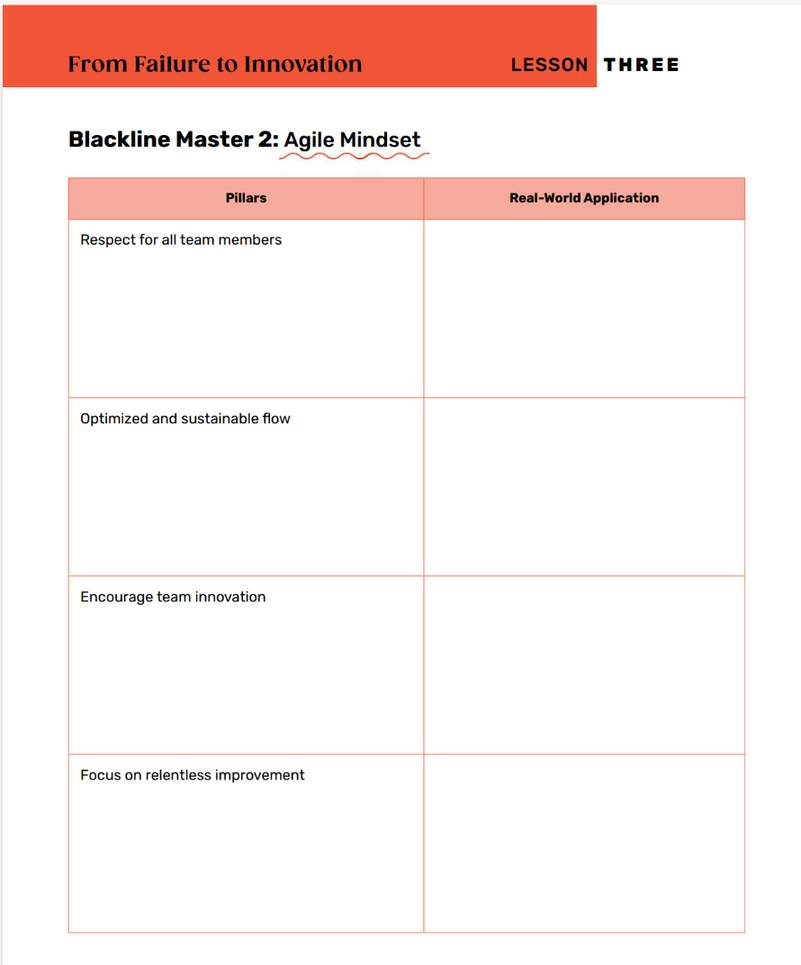 From Failure to Innovation LESSON THREE
Blackline Master 2: Agile Mindset
Pillars Real-World Application
Respect for all team members
Optimized and sustainable flow
Encourage team innovation
Focus on relentless improvement